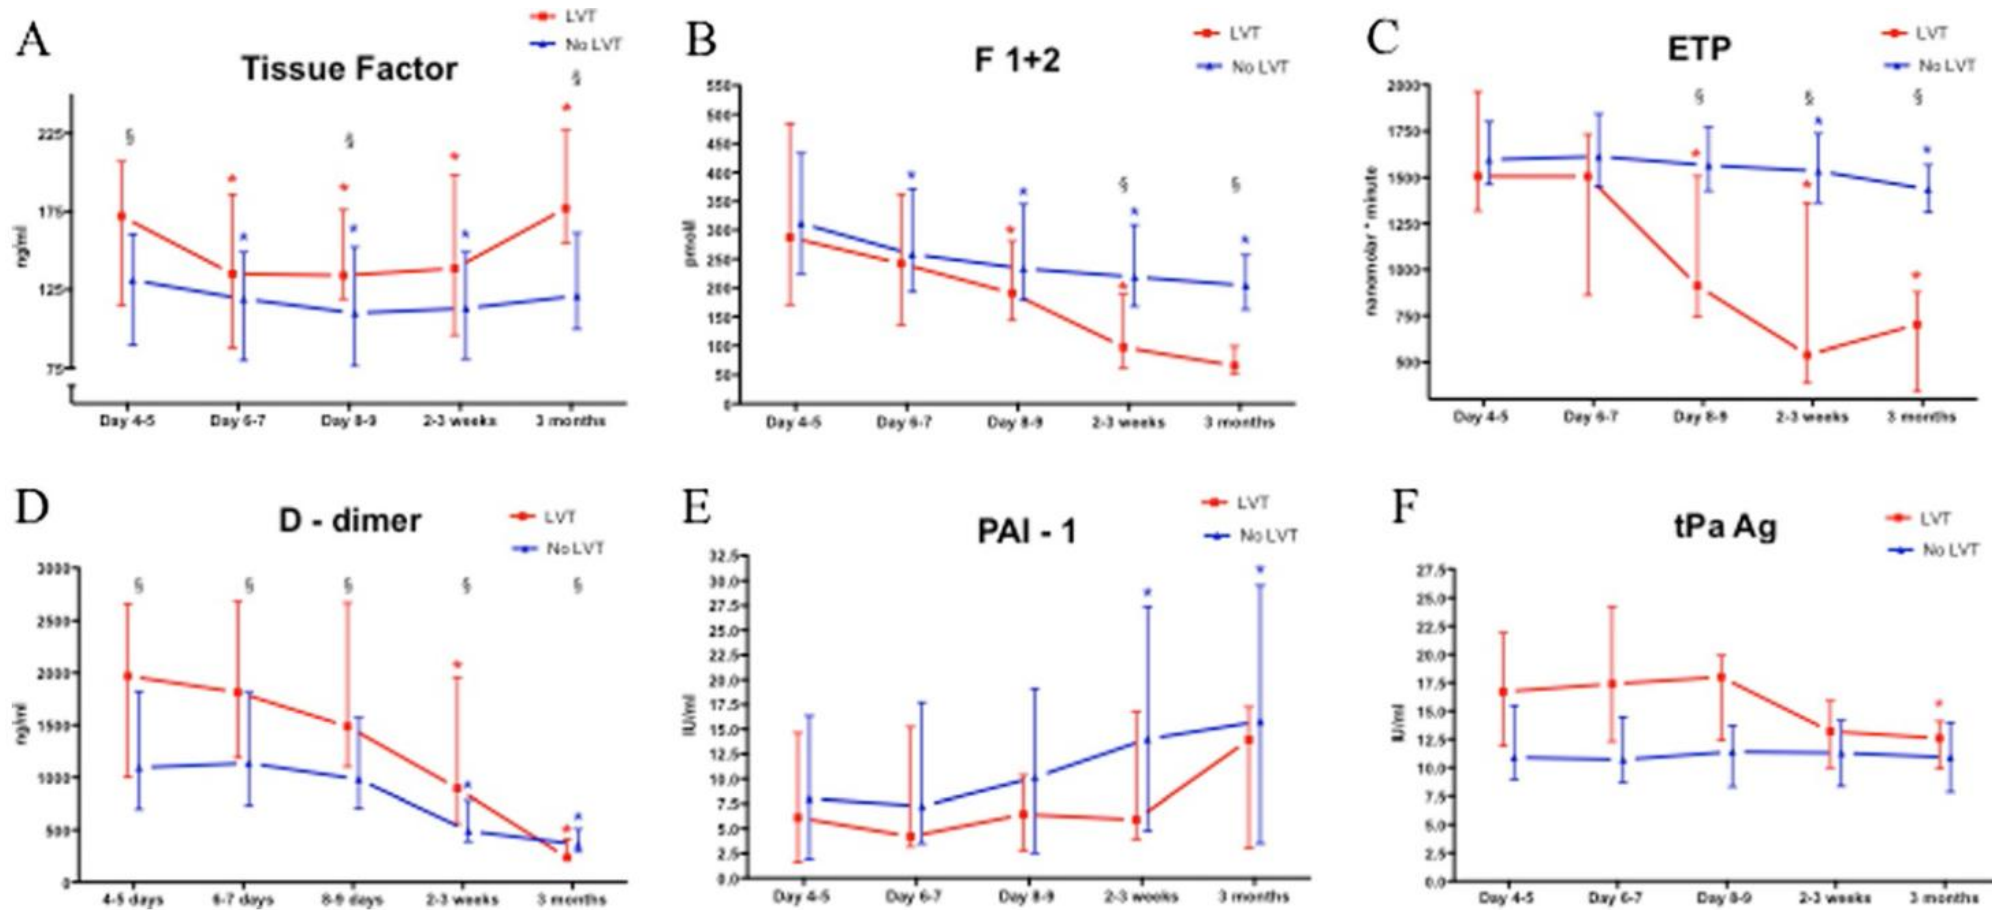 A
Tissue Factor
LVT
No LVT
§
§
§
* * * *
* * *
ng/ml
225
175
125
75
Day 4-5 Day 6-7 Day 8-9 2-3 weeks 3 months
B
F 1+2
LVT
No LVT
§ §
* * * *
* *
pmol/l
550
500
450
400
350
300
250
200
150
100
50
0
Day 4-5 Day 6-7 Day 8-9 2-3 weeks 3 months
C
ETP
LVT
No LVT
§ § §
* *
* * *
nanomolar * minute
2000
1750
1500
1250
1000
750
500
Day 4-5 Day 6-7 Day 8-9 2-3 weeks 3 months
D
D - dimer
LVT
No LVT
§ § § § §
* *
* *
ng/ml
3000
2500
2000
1500
1000
500
0
4-5 days 6-7 days 8-9 days 2-3 weeks 3 months
E
PAI - 1
LVT
No LVT
* *
IU/ml
32.5
30.0
27.5
25.0
22.5
20.0
17.5
15.0
12.5
10.0
7.5
5.0
2.5
0.0
Day 4-5 Day 6-7 Day 8-9 2-3 weeks 3 months
F
tPa Ag
LVT
No LVT
*
IU/ml
27.5
25.0
22.5
20.0
17.5
15.0
12.5
10.0
7.5
5.0
2.5
0.0
Day 4-5 Day 6-7 Day 8-9 2-3 weeks 3 months